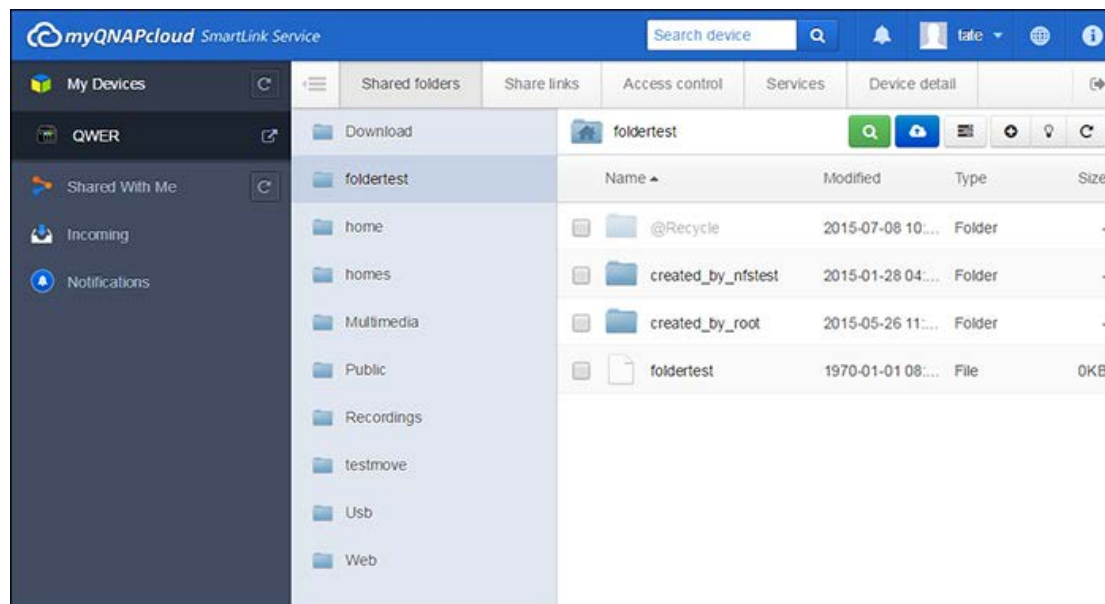 myQNAPcloud SmartLink Service Search device tate
My Devices Shared folders Share links Access control Services Device detail
QWER Download foldertest
Shared With Me foldertest Name Modified Type Size
Incoming home @Recycle 2015-07-08 10:... Folder
Notifications homes created_by_nfstest 2015-01-28 04:... Folder
Multimedia created_by_root 2015-05-26 11:... Folder
Public foldertest 1970-01-01 08:... File 0KB
Recordings
testmove
Usb
Web